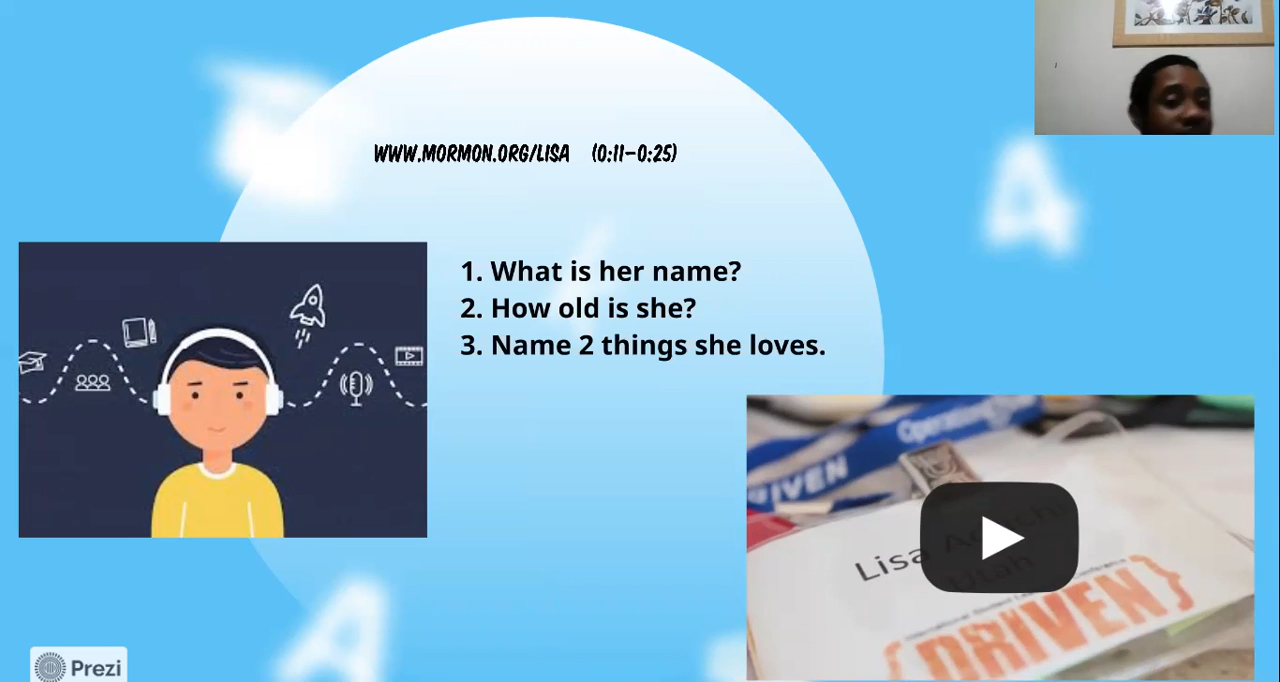 WWW.MORMON.ORG/LISA (0:11-0:25)
1. What is her name?
2. How old is she?
3. Name 2 things she loves.
A
A
RIVEN
Lisa
Utah
{DRIVEN}
Prezi